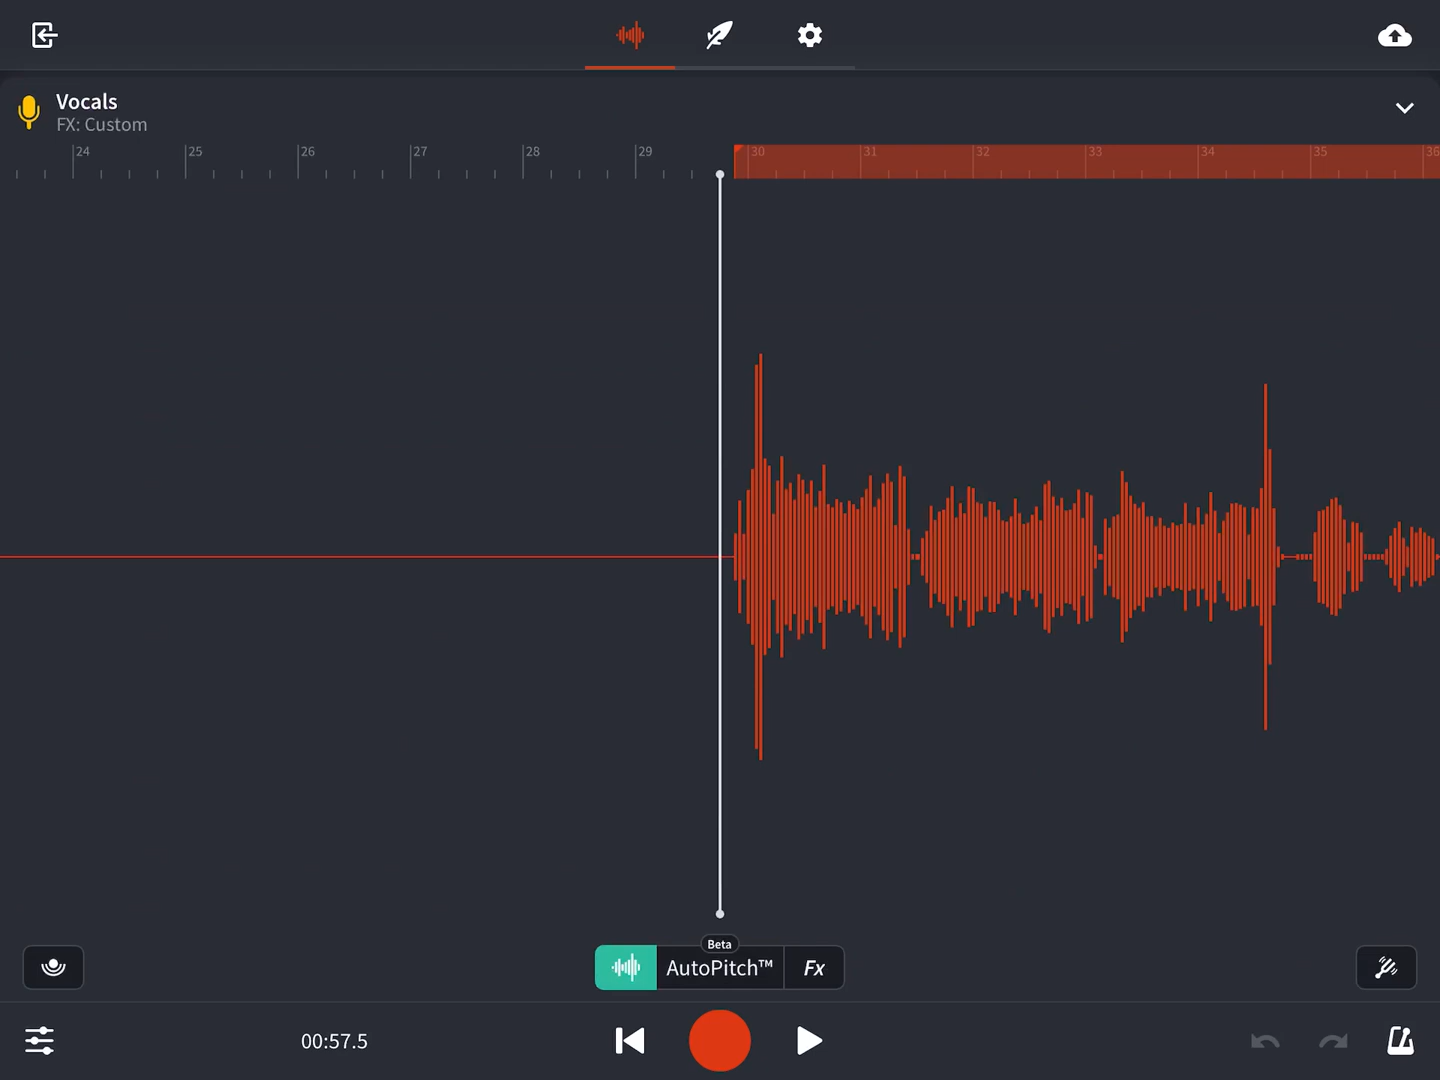 Vocals
FX: Custom
24 25 26 27 28 29 30 31 32 33 34 35 36
Beta
AutoPitch™ Fx
00:57.5